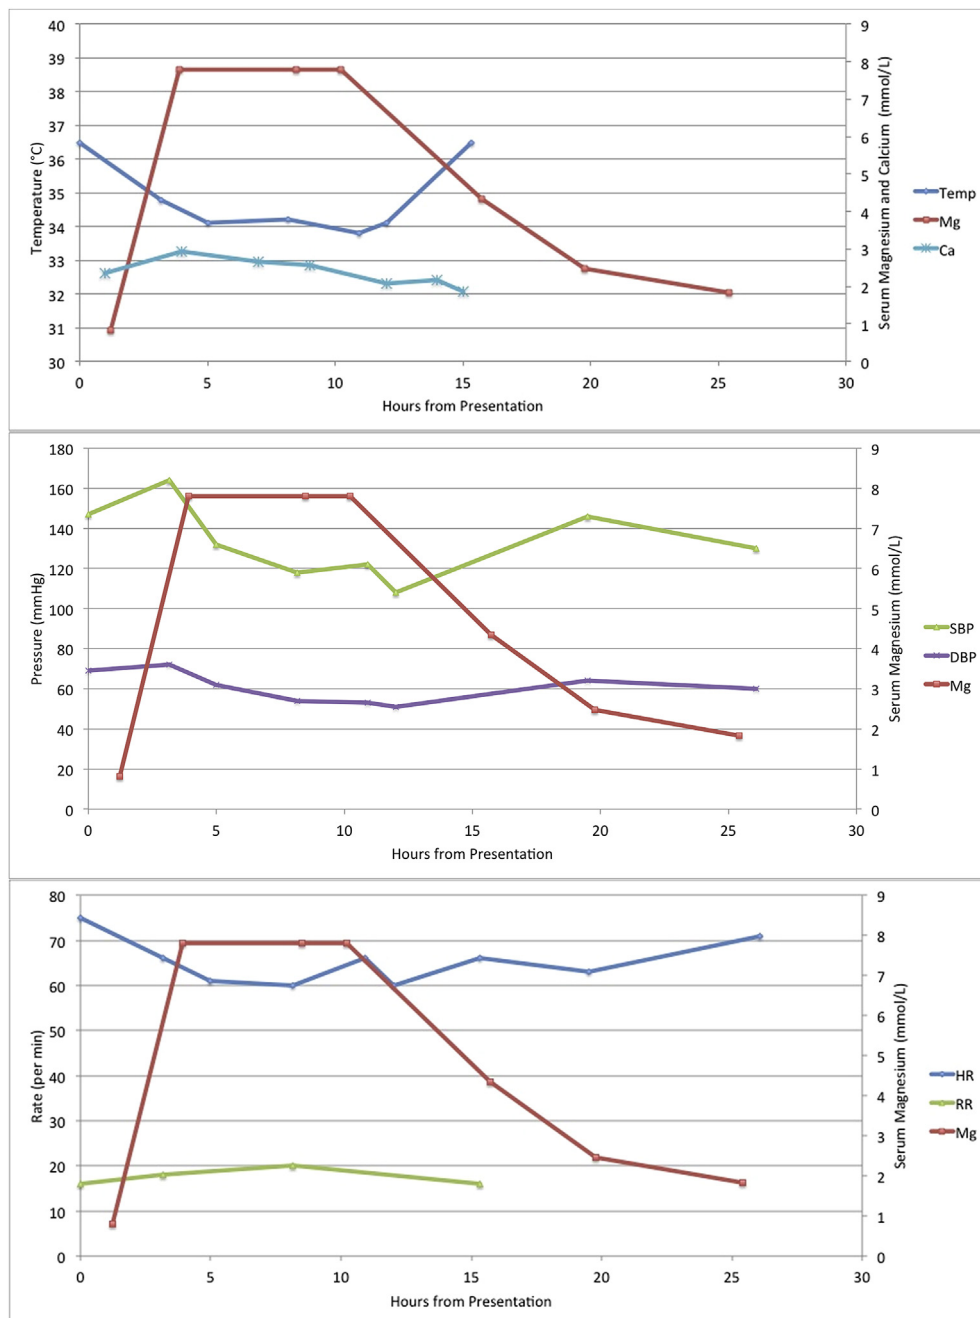 40
39
38
37
36
35
34
33
32
31
30
Temperature (°C)
9
8
7
6
5
4
3
2
1
0
Serum Magnesium and Calcium (mmol/L)
Temp
Mg
Ca
0 5 10 15 20 25 30
Hours from Presentation
180
160
140
120
100
80
60
40
20
0
Pressure (mmHg)
9
8
7
6
5
4
3
2
1
0
Serum Magnesium (mmol/L)
SBP
DBP
Mg
0 5 10 15 20 25 30
Hours from Presentation
80
70
60
50
40
30
20
10
0
Rate (per min)
9
8
7
6
5
4
3
2
1
0
Serum Magnesium (mmol/L)
HR
RR
Mg
0 5 10 15 20 25 30
Hours from Presentation